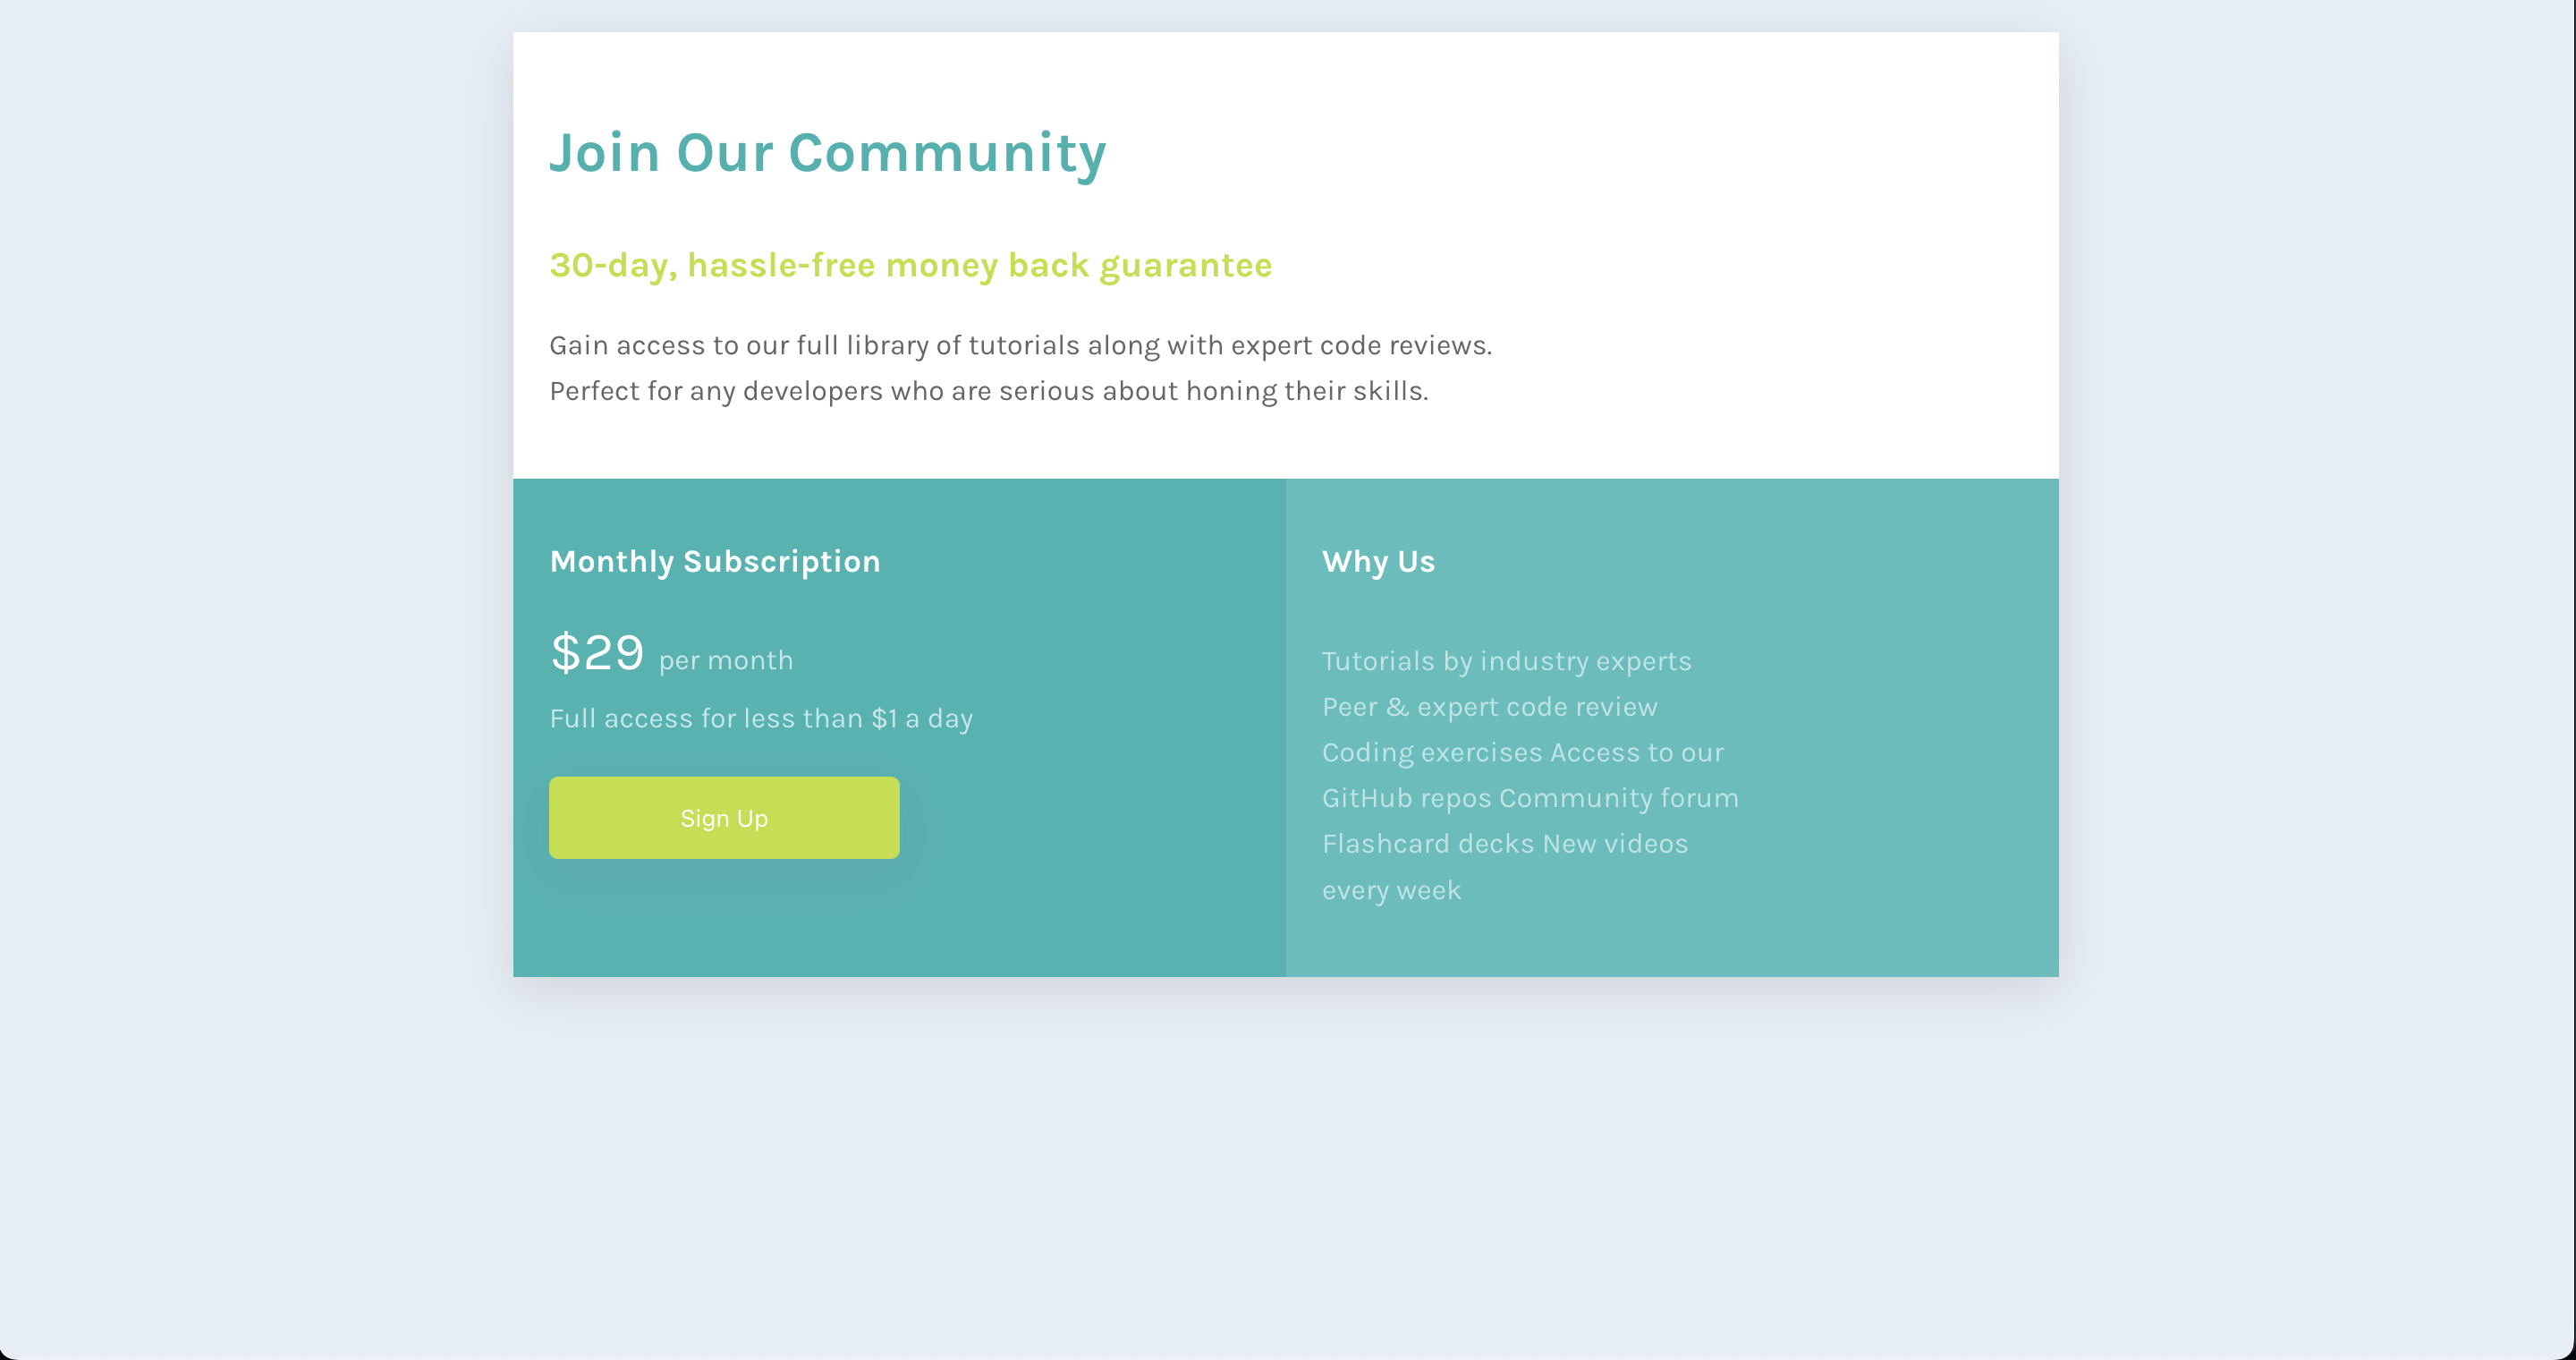 Join Our Community
30-day, hassle-free money back guarantee
Gain access to our full library of tutorials along with expert code reviews.
Perfect for any developers who are serious about honing their skills.
Monthly Subscription
$29 per month
Full access for less than $1 a day
Sign Up
Why Us
Tutorials by industry experts
Peer & expert code review
Coding exercises Access to our
GitHub repos Community forum
Flashcard decks New videos
every week